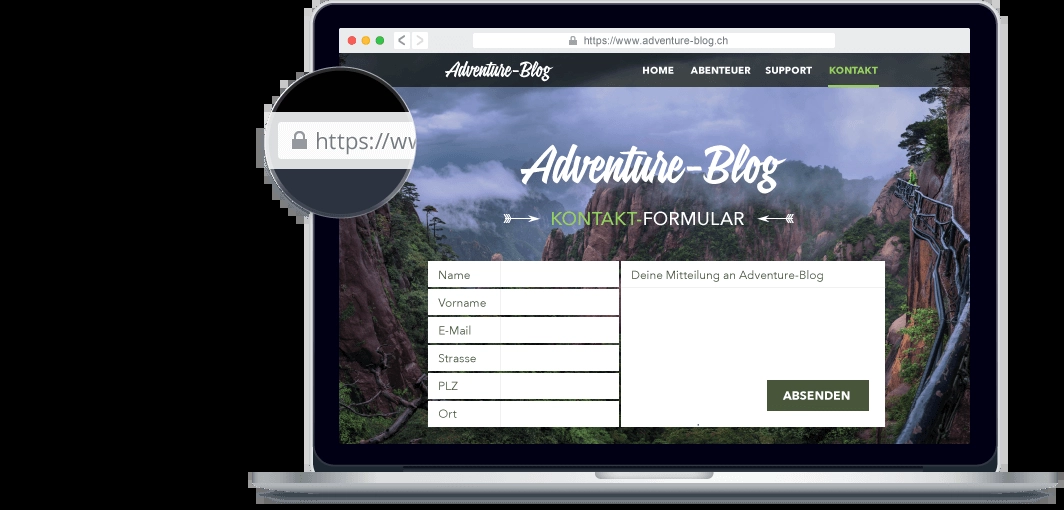 https://www.adventure-blog.ch
Adventure-Blog
HOME ABENTEUER SUPPORT KONTAKT
https://ww
Adventure-Blog
KONTAKT-FORMULAR
Name
Vorname
E-Mail
Strasse
PLZ
Ort
Deine Mitteilung an Adventure-Blog
ABSENDEN